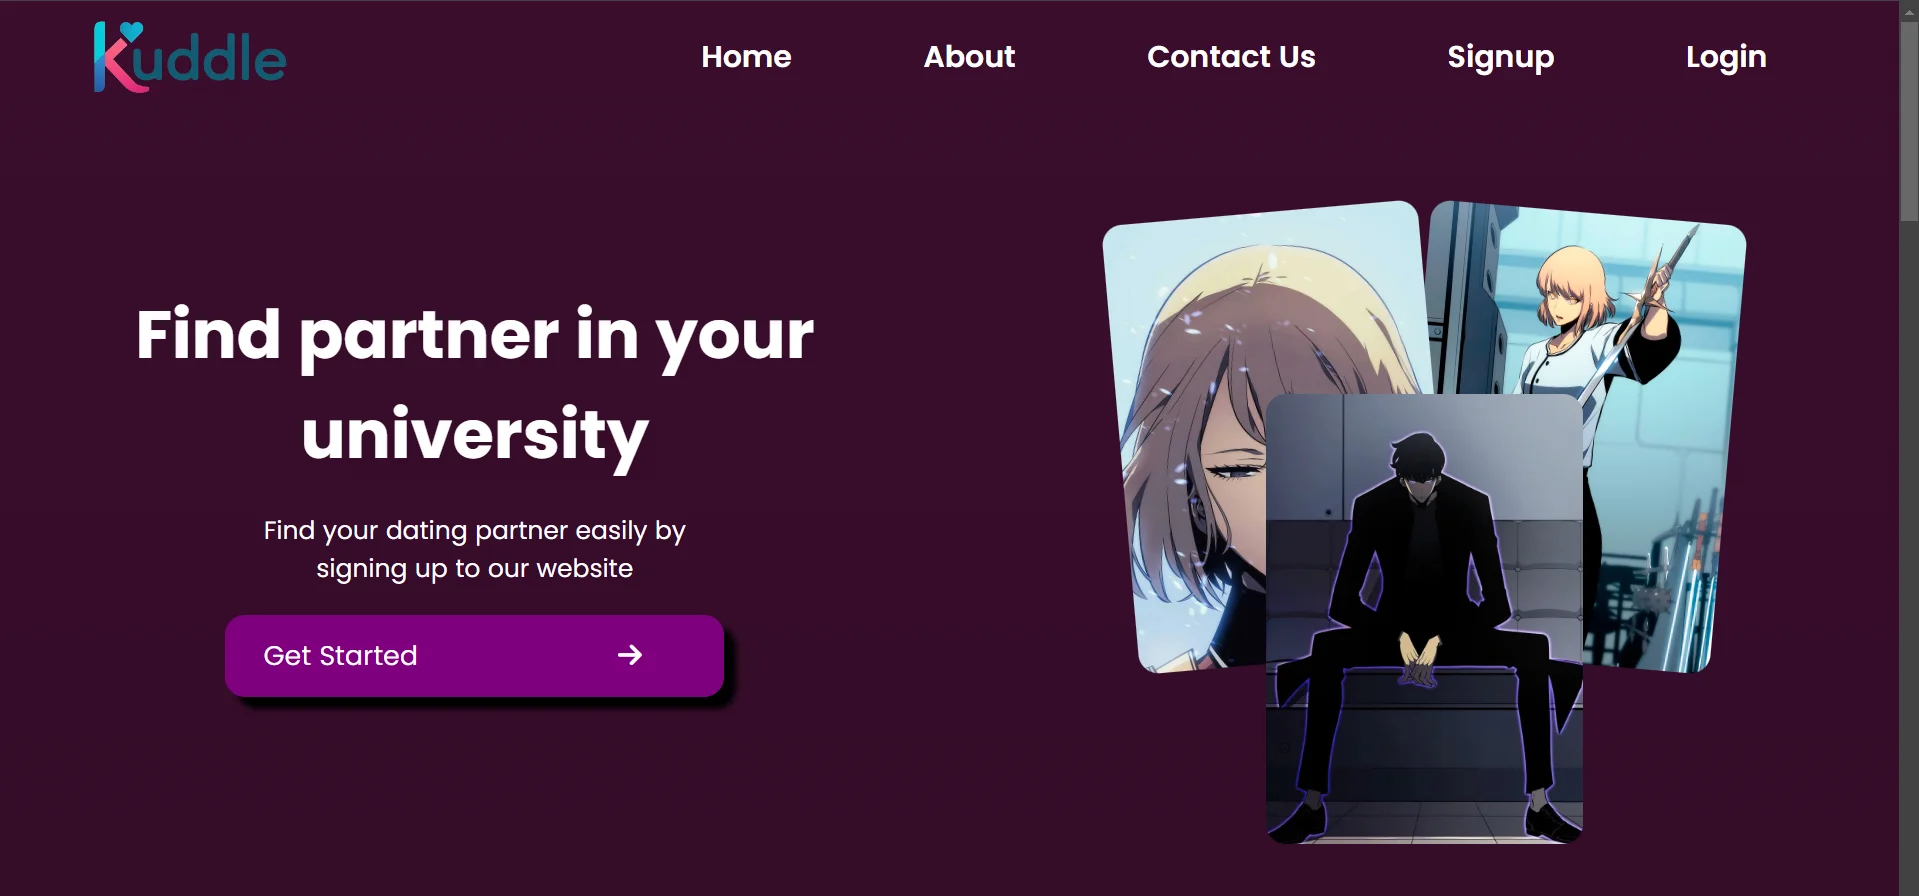 Kuddle
Home
About
Contact Us
Signup
Login
Find partner in your
university
Find your dating partner easily by
signing up to our website
Get Started